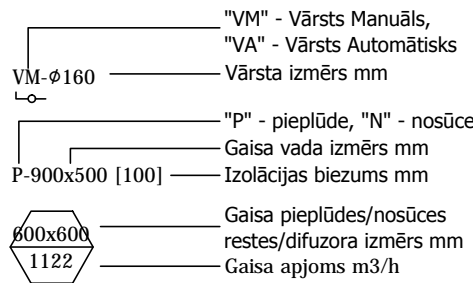 "VM" - Vārsts Manuāls,
"VA" - Vārsts Automātisks
VM-Φ160
Vārsta izmērs mm
"P" - pieplūde, "N" - nosūce
Gaisa vada izmērs mm
P-900x500 [100]
Izolācijas biezums mm
Gaisa pieplūdes/nosūces
600x600
restes/difuzora izmērs mm
1122
Gaisa apjoms m3/h